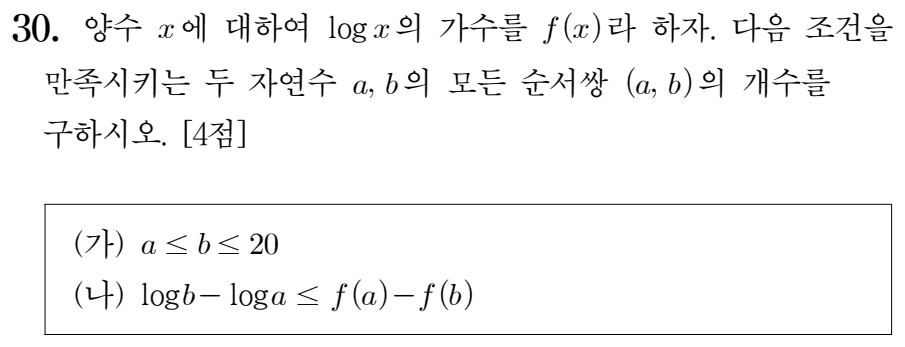 30. 양수 x에 대하여 log x의 가수를 f(x)라 하자. 다음 조건을
만족시키는 두 자연수 a, b의 모든 순서쌍 (a, b)의 개수를
구하시오. [4점]
(가) a ≤ b ≤ 20
(나) logb − loga ≤ f(a) − f(b)